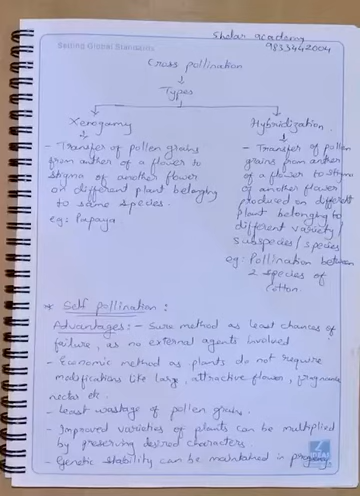 Shelar academy
9833442004
Setting Global Standards
Cross pollination
↓
Types
Xenogamy
- Transfer of pollen grains
from anther of a flower to
stigma of another flower
on different plant belonging
to same species.
eg: Papaya
Hybridization
- Transfer of pollen
grains from anther
of a flower to stigma
of another flower
produced on different
plant belonging to
different variety/
subspecies/species
eg: Pollination between
2 species of
cotton.
* Self pollination:
Advantages: - Sure method as least chances of
failure, as no external agents involved
- Economic method as plants do not require
modifications like large, attractive flower, fragrance
nectar etc.
- Least wastage of pollen grains.
- Improved varieties of plants can be multiplied
by preserving desired characters.
- Genetic stability can be maintained in progeny